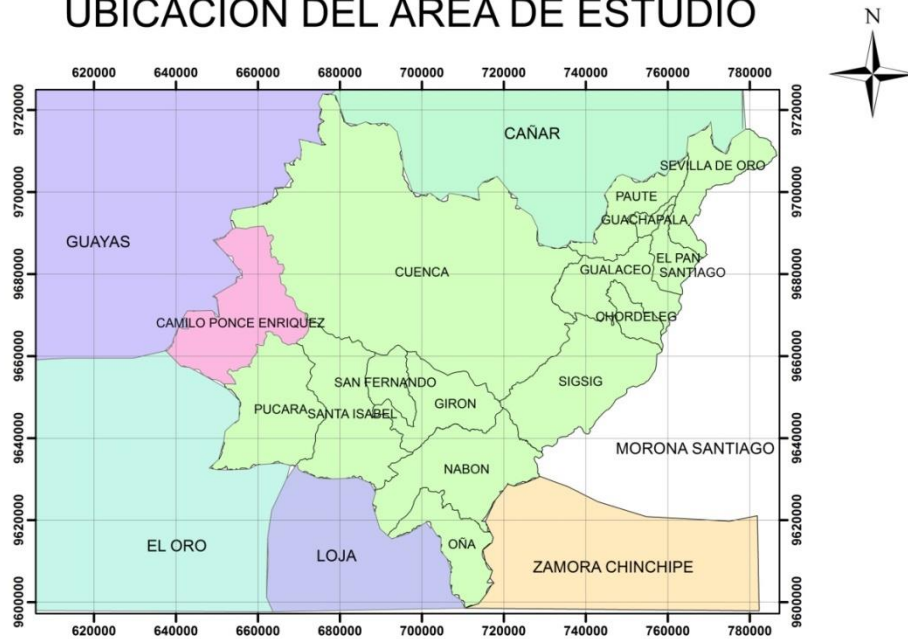 UBICACIÓN DEL ÁREA DE ESTUDIO
N
620000 640000 660000 680000 700000 720000 740000 760000 780000
9720000 9720000
CAÑAR
SEVILLA DE ORO
9700000 PAUTE 9700000
GUACHAPALA
GUAYAS
EL PAN
CUENCA GUALACEO SANTIAGO
9680000 9680000
CAMILO PONCE ENRIQUEZ CHORDELEG
9660000 9660000
SAN FERNANDO SIGSIG
PUCARA SANTA ISABEL GIRON
9640000 9640000
MORONA SANTIAGO
NABON
9620000 9620000
EL ORO LOJA OÑA
ZAMORA CHINCHIPE
9600000 9600000
620000 640000 660000 680000 700000 720000 740000 760000 780000